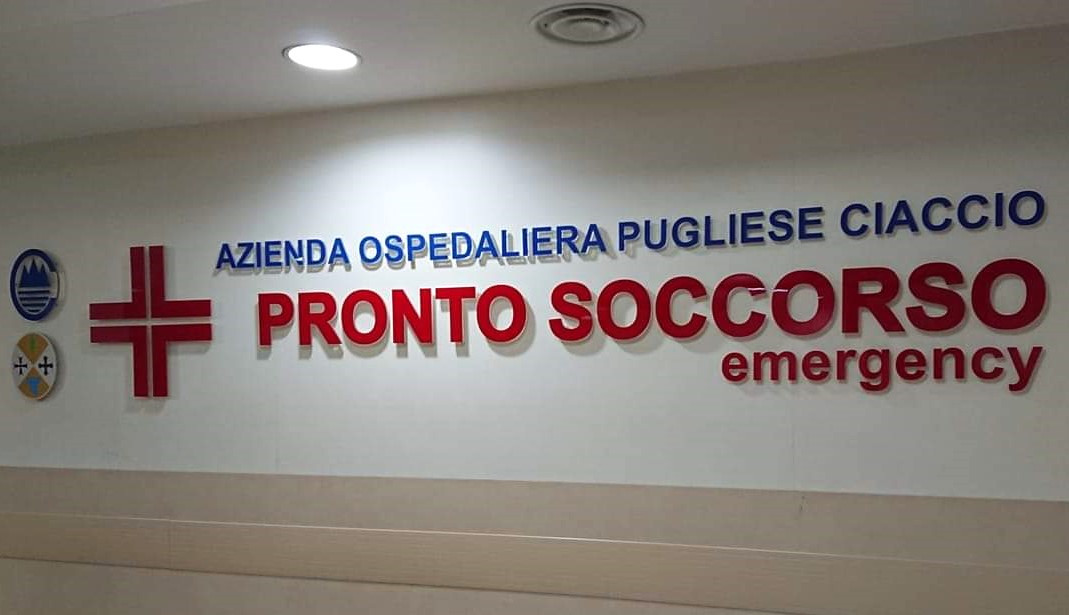 AZIENDA OSPEDALIERA PUGLIESE CIACCIO
PRONTO SOCCORSO
emergency